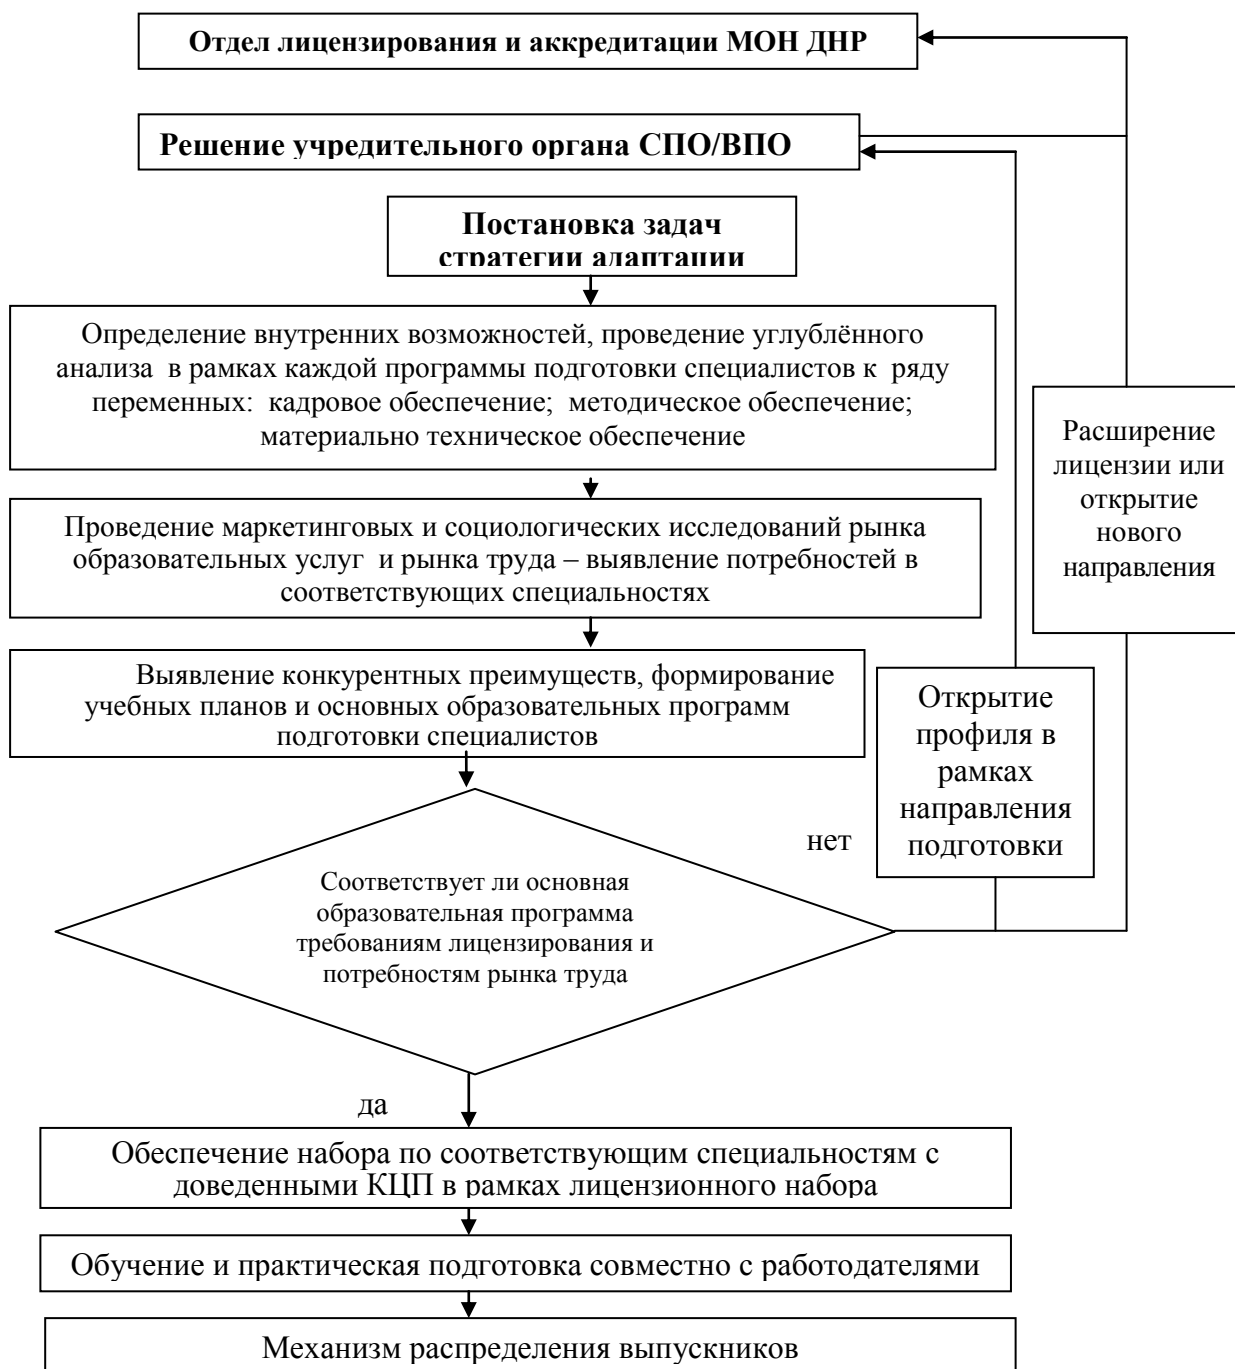 Отдел лицензирования и аккредитации МОН ДНР
Решение учредительного органа СПО/ВПО
Постановка задач
стратегии адаптации
Определение внутренних возможностей, проведение углублённого
анализа в рамках каждой программы подготовки специалистов к ряду
переменных: кадровое обеспечение; методическое обеспечение;
материально техническое обеспечение
Проведение маркетинговых и социологических исследований рынка
образовательных услуг и рынка труда – выявление потребностей в
соответствующих специальностях
Выявление конкурентных преимуществ, формирование
учебных планов и основных образовательных программ
подготовки специалистов
Расширение
лицензии или
открытие
нового
направления
Открытие
профиля в
рамках
направления
подготовки
нет
Соответствует ли основная
образовательная программа
требованиям лицензирования и
потребностям рынка труда
да
Обеспечение набора по соответствующим специальностям с
доведенными КЦП в рамках лицензионного набора
Обучение и практическая подготовка совместно с работодателями
Механизм распределения выпускников